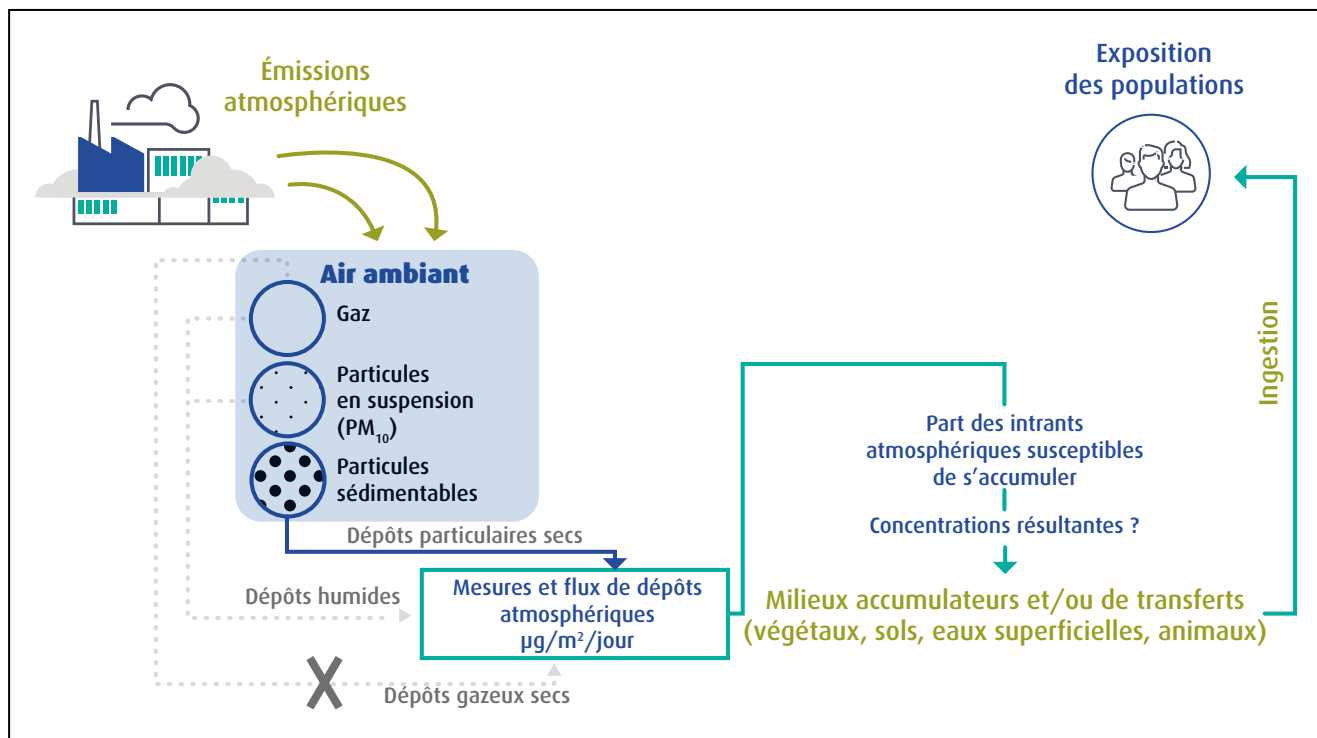 Émissions
atmosphériques
Exposition
des populations
Air ambiant
Gaz
Particules
en suspension
(PM₁₀)
Particules
sédimentables
Dépôts particulaires secs
Dépôts humides
Mesures et flux de dépôts
atmosphériques
µg/m²/jour
Dépôts gazeux secs
Part des intrants
atmosphériques susceptibles
de s’accumuler
Concentrations résultantes ?
Milieux accumulateurs et/ou de transferts
(végétaux, sols, eaux superficielles, animaux)
Ingestion